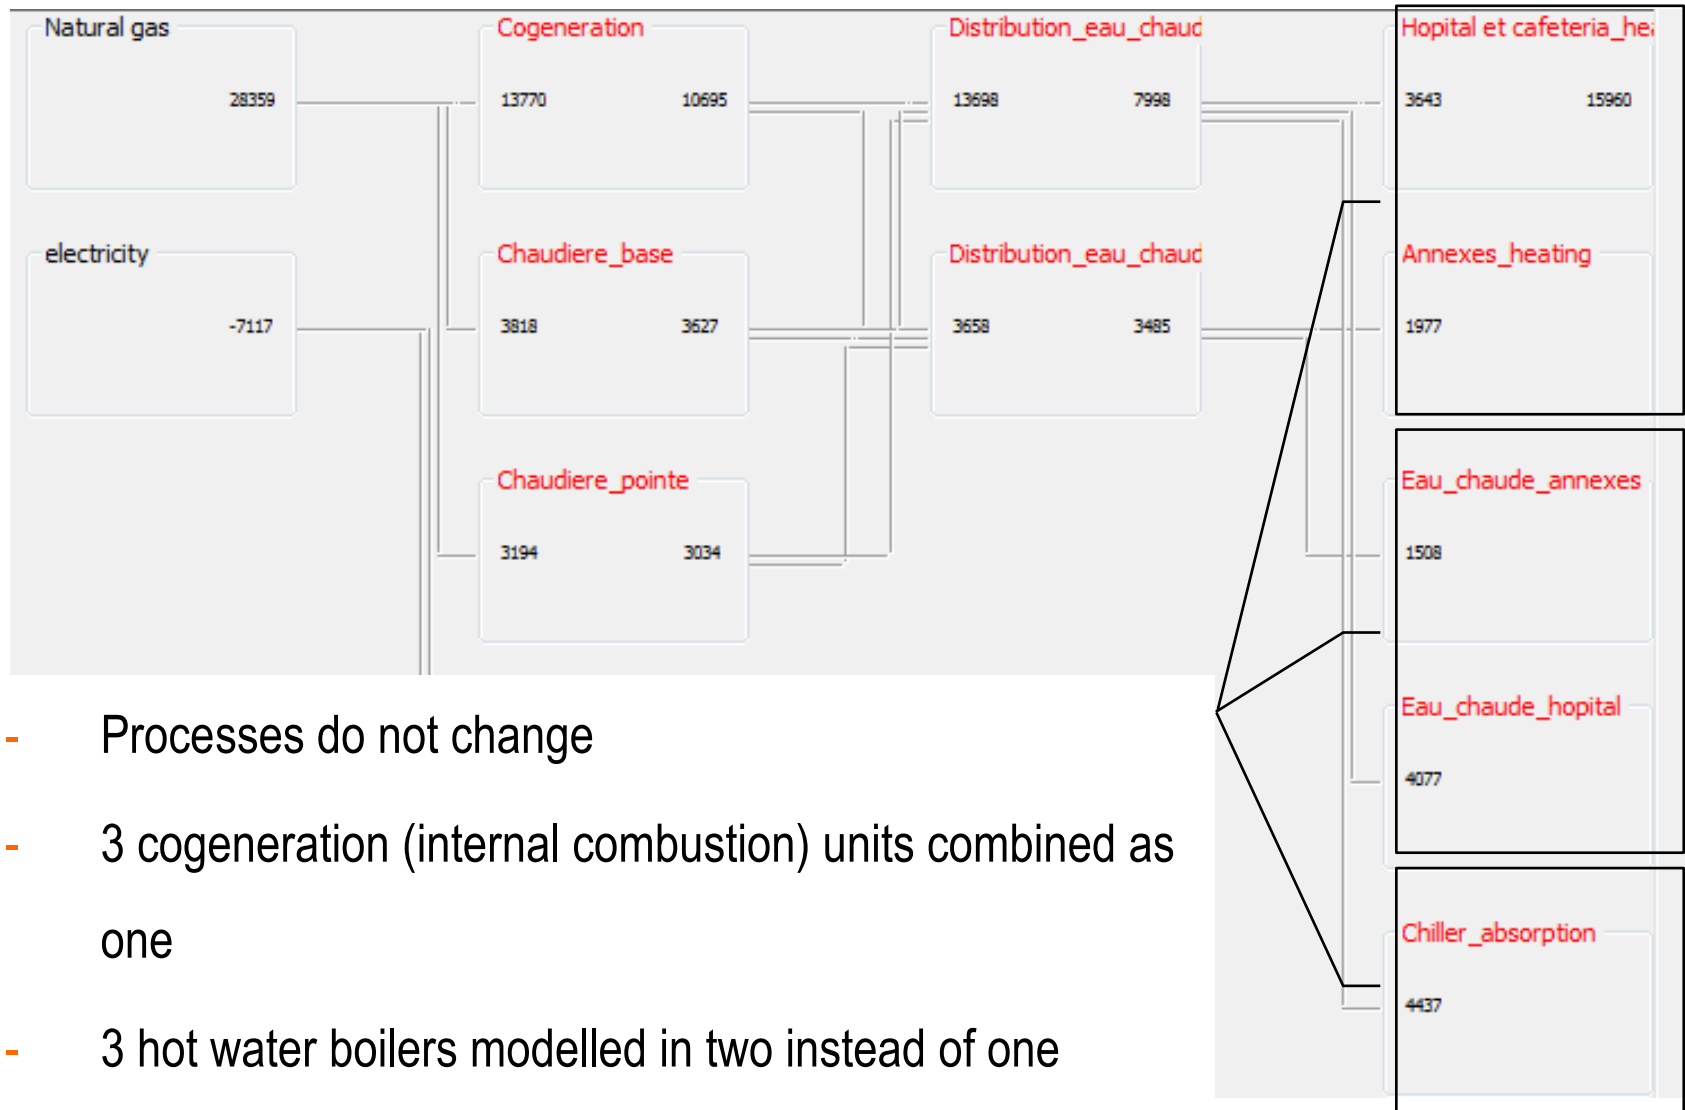 Natural gas
28359
Cogeneration
13770 10695
Distribution_eau_chaud
13698 7998
Hopital et cafeteria_hea
3643 15960
electricity
-7117
Chaudiere_base
3818 3627
Distribution_eau_chaud
3658 3485
Annexes_heating
1977
Chaudiere_pointe
3194 3034
Eau_chaude_annexes
1508
Eau_chaude_hopital
4077
Chiller_absorption
4437
- Processes do not change
- 3 cogeneration (internal combustion) units combined as
one
- 3 hot water boilers modelled in two instead of one